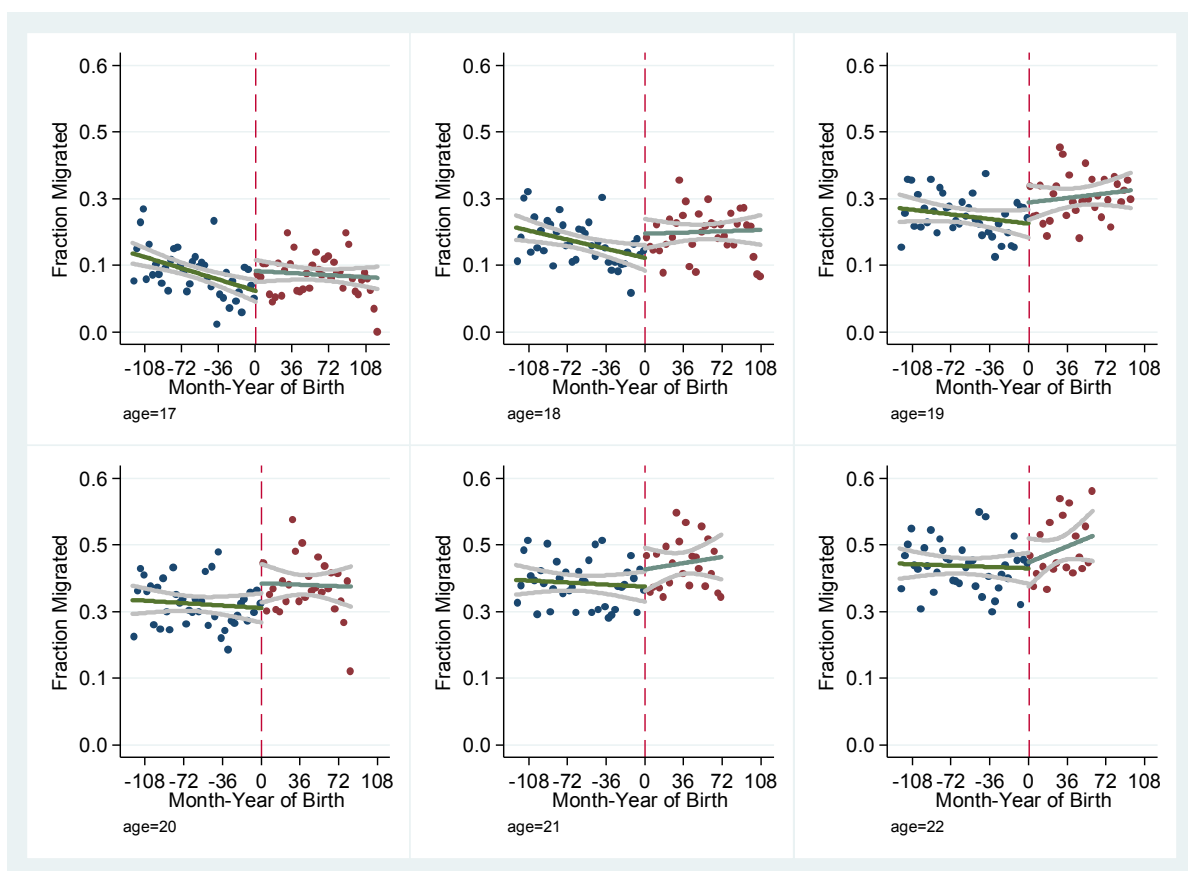 0.6
0.5
0.3
0.1
0.0
Fraction Migrated
-108 -72 -36 0 36 72 108
Month-Year of Birth
age=17
0.6
0.5
0.3
0.1
0.0
Fraction Migrated
-108 -72 -36 0 36 72 108
Month-Year of Birth
age=18
0.6
0.5
0.3
0.1
0.0
Fraction Migrated
-108 -72 -36 0 36 72 108
Month-Year of Birth
age=19
0.6
0.5
0.3
0.1
0.0
Fraction Migrated
-108 -72 -36 0 36 72 108
Month-Year of Birth
age=20
0.6
0.5
0.3
0.1
0.0
Fraction Migrated
-108 -72 -36 0 36 72 108
Month-Year of Birth
age=21
0.6
0.5
0.3
0.1
0.0
Fraction Migrated
-108 -72 -36 0 36 72 108
Month-Year of Birth
age=22